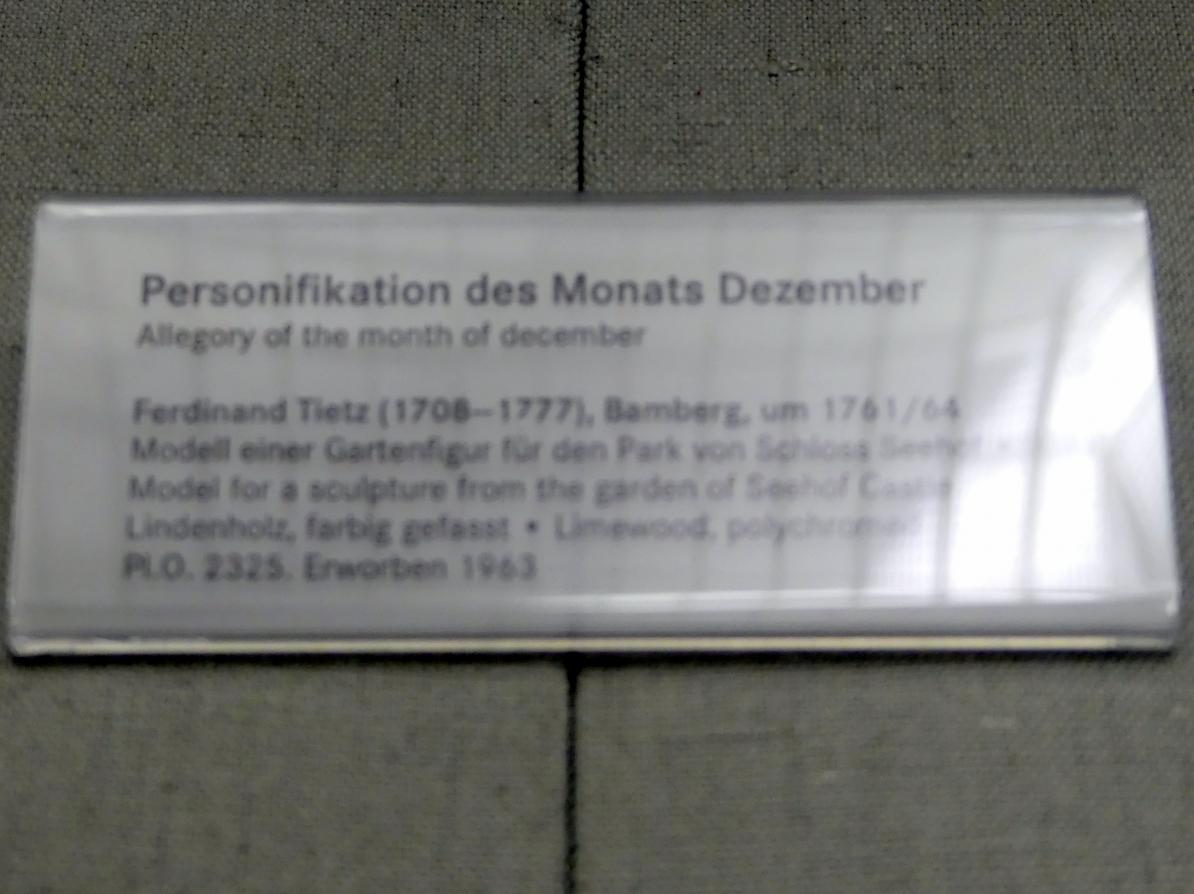 Personifikation des Monats Dezember
Allegory of the month of december
Ferdinand Tietz (1708–1777), Bamberg, um 1761/64
Modell einer Gartenfigur für den Park von Schloss Seehof •
Model for a sculpture from the garden of Seehof Castle
Lindenholz, farbig gefasst • Limewood, polychromed
Pl.O. 2325. Erworben 1963